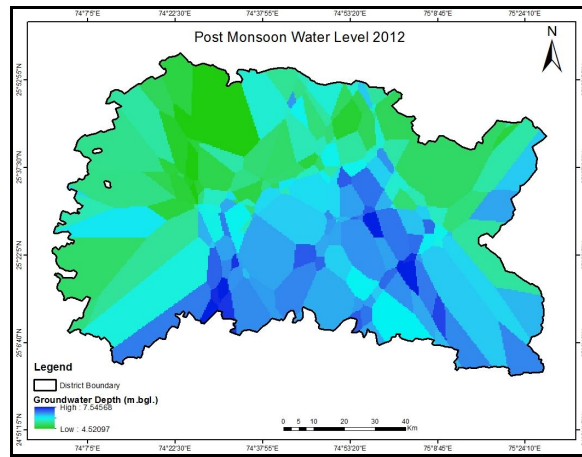 74°7'5"E 74°22'30"E 74°37'55"E 74°53'20"E 75°8'45"E 75°24'10"E
Post Monsoon Water Level 2012
N
25°52'55"N
25°37'30"N
25°22'5"N
25°6'40"N
24°51'15"N
Legend
District Boundary
Groundwater Depth (m.bgl.)
High : 7.54568
Low : 4.52097
0 5 10 20 30 40
Km
74°7'5"E 74°22'30"E 74°37'55"E 74°53'20"E 75°8'45"E 75°24'10"E